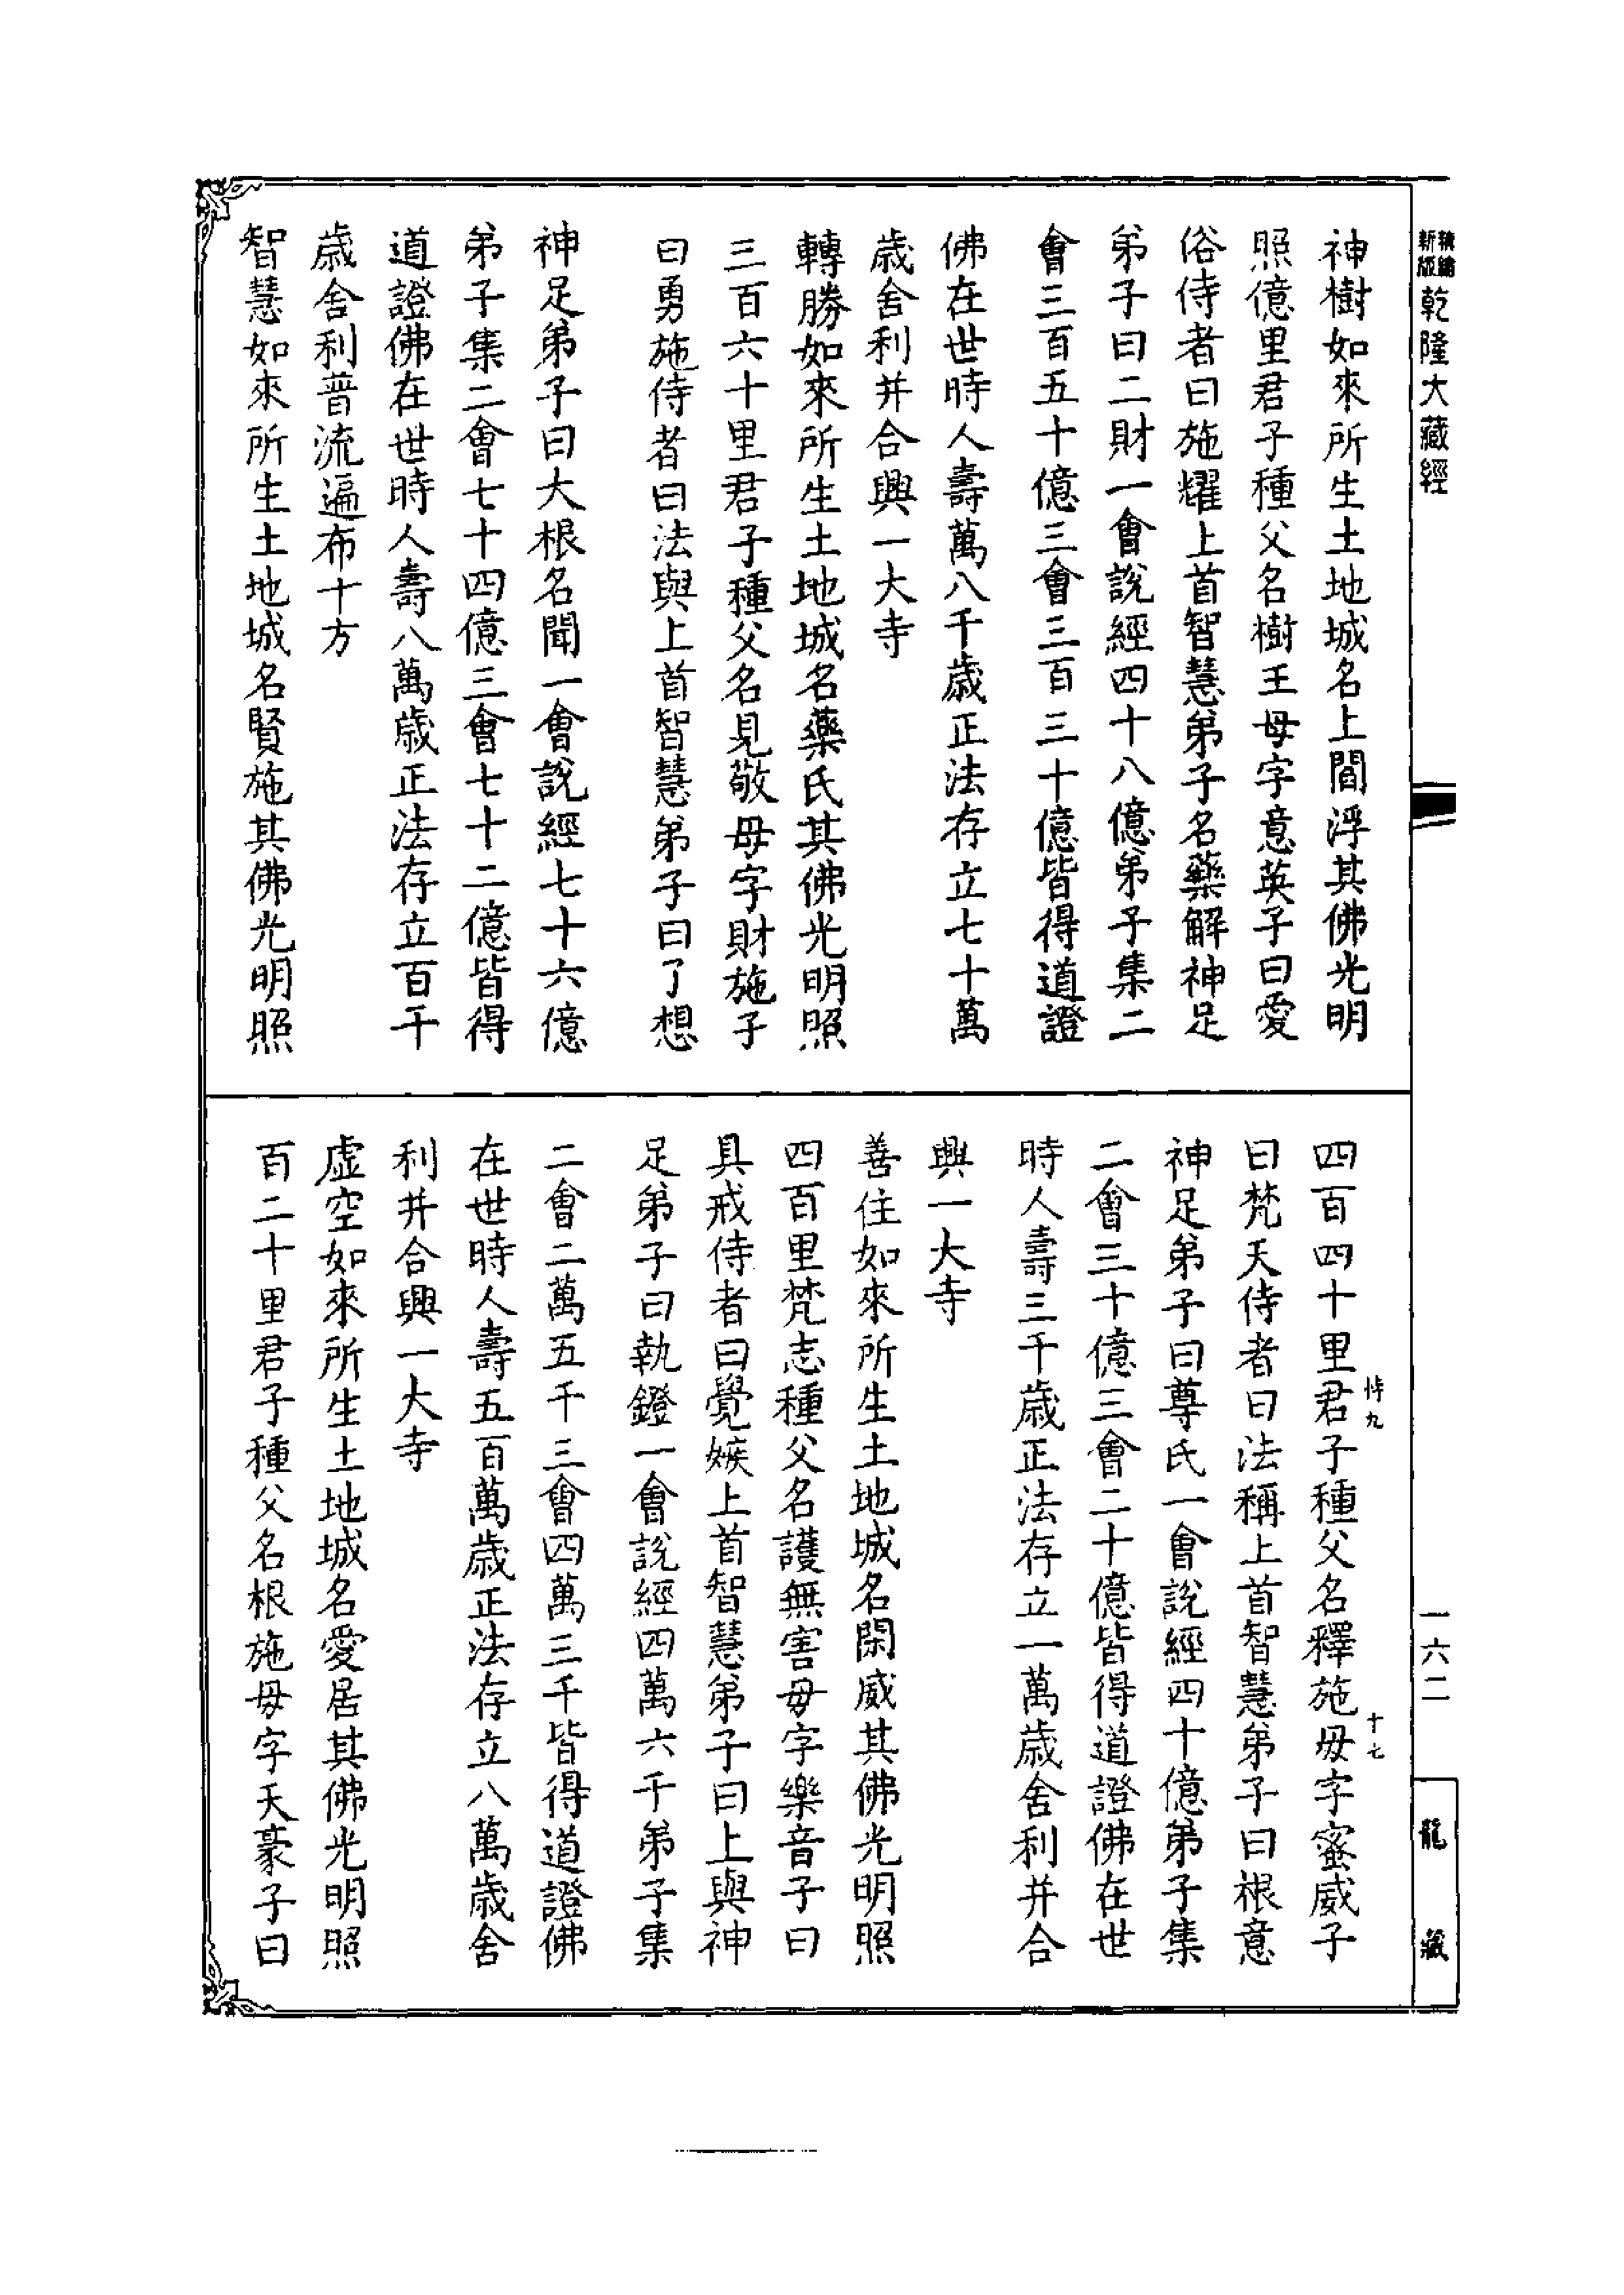 新版
精繕
乾隆大藏經
神樹如來所生土地城名上閻浮其佛光明
照億里君子種父名樹王母字意英子曰愛
俗侍者曰施耀上首智慧弟子名藥解神足
弟子曰二財一會說經四十八億弟子集二
會三百五十億三會三百三十億皆得道證
佛在世時人壽萬八千歲正法存立七十萬
歲舍利并合興一大寺
轉勝如來所生土地城名藥氏其佛光明照
三百六十里君子種父名見敬母字財施子
曰勇施侍者曰法與上首智慧弟子曰了想
神足弟子曰大根名聞一會說經七十六億
弟子集二會七十四億三會七十二億皆得
道證佛在世時人壽八萬歲正法存立百千
歲舍利普流遍布十方
智慧如來所生土地城名賢施其佛光明照
四百四十里君子種父名釋施母字蜜威子
曰梵天侍者曰法稱上首智慧弟子曰根意
神足弟子曰尊氏一會說經四十億弟子集
二會三十億三會二十億皆得道證佛在世
時人壽三千歲正法存立一萬歲舍利并合
興一大寺
善住如來所生土地城名閑威其佛光明照
四百里梵志種父名護無害母字樂音子曰
具戒侍者曰覺嫉上首智慧弟子曰上與神
足弟子曰執鐙一會說經四萬六千弟子集
二會二萬五千三會四萬三千皆得道證佛
在世時人壽五百萬歲正法存立八萬歲舍
利并合興一大寺
虛空如來所生土地城名愛居其佛光明照
百二十里君子種父名根施母字天豪子曰
九
十七
一六二
龍藏